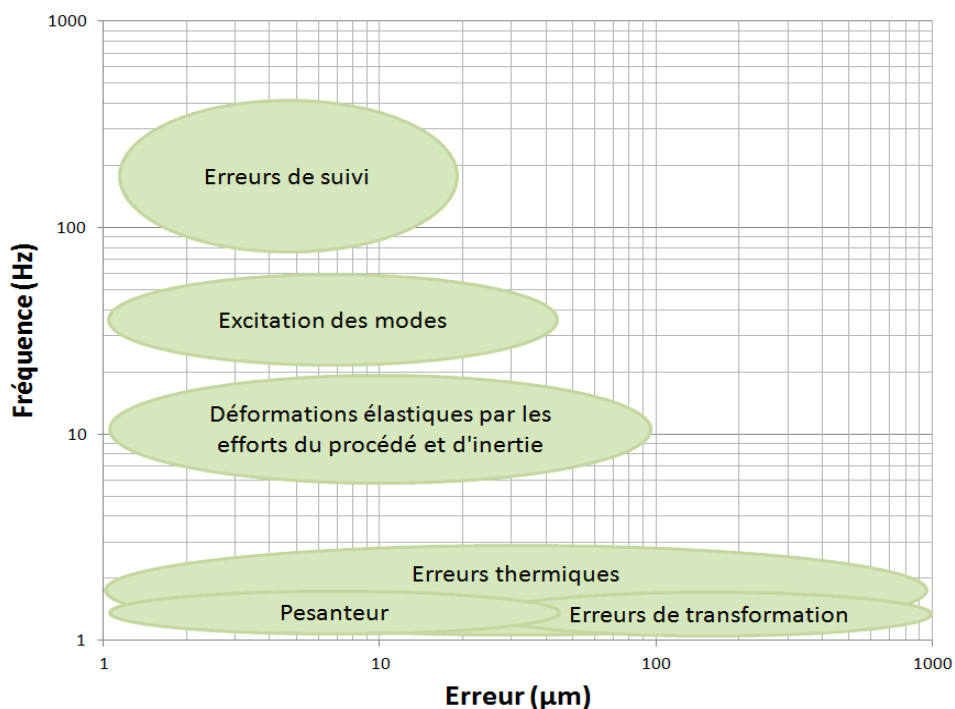 1000
100
10
1
Fréquence (Hz)
Erreurs de suivi
Excitation des modes
Déformations élastiques par les
efforts du procédé et d'inertie
Erreurs thermiques
Pesanteur
Erreurs de transformation
1
10
100
1000
Erreur (µm)